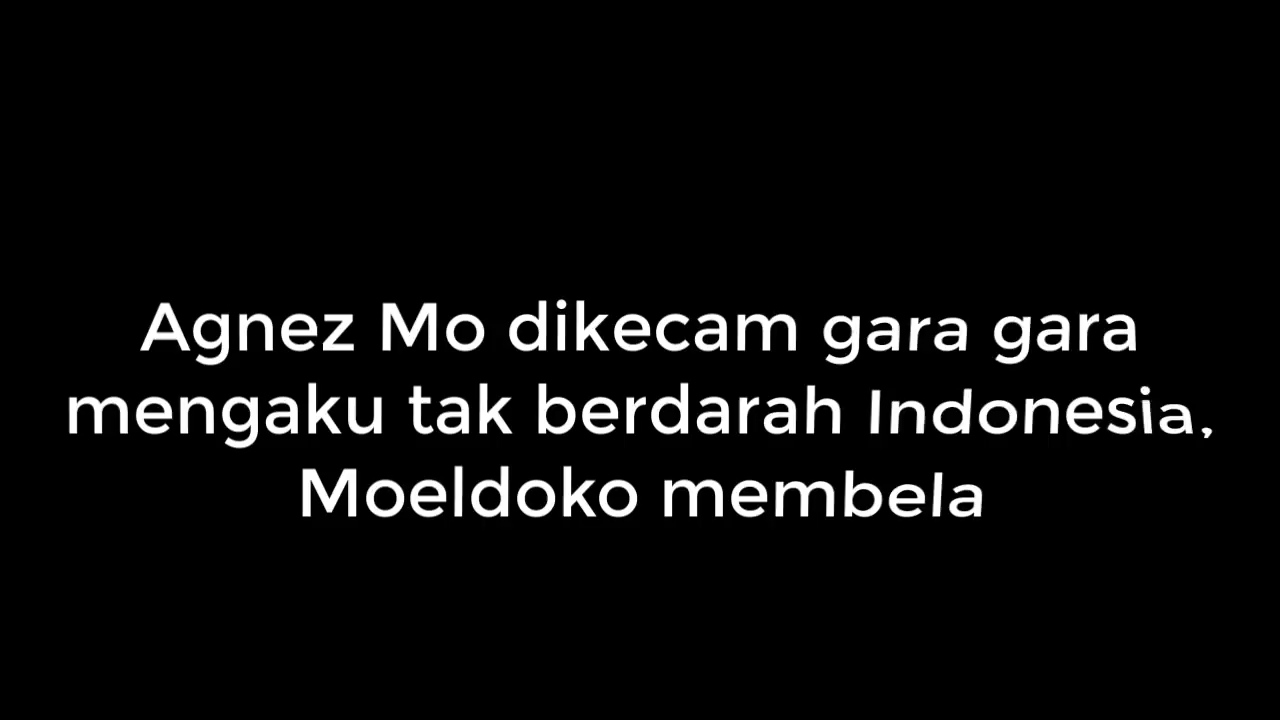 Agnez Mo dikecam gara gara
mengaku tak berdarah Indonesia,
Moeldoko membela